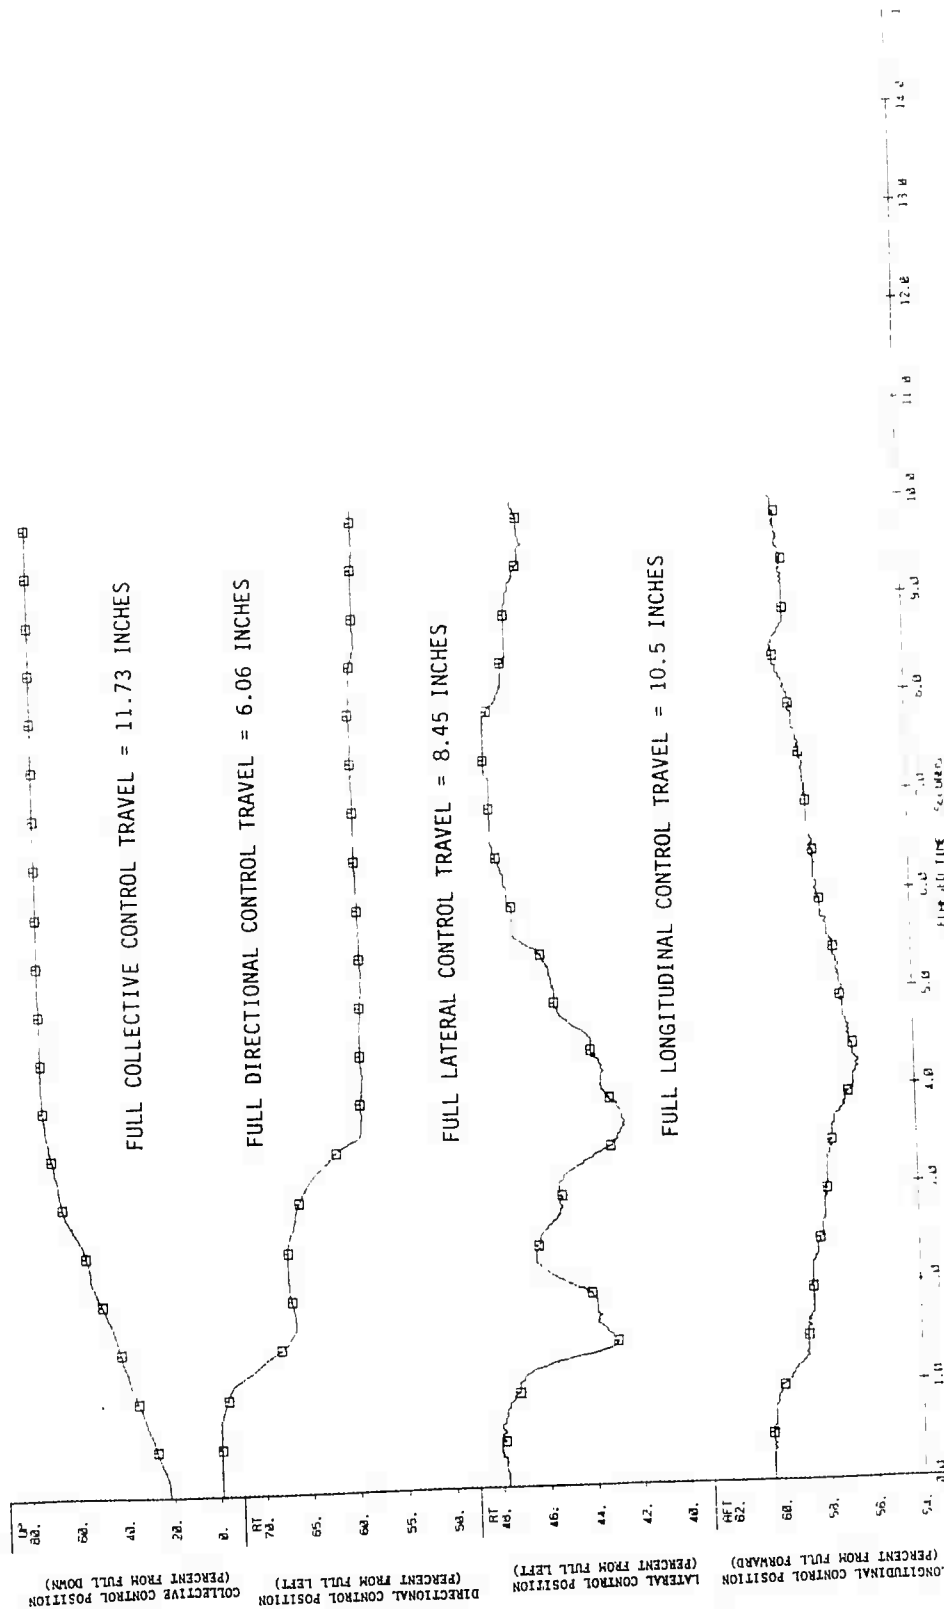 COLLECTIVE CONTROL POSITION
(PERCENT FROM FULL DOWN)
UP
80.
60.
40.
20.
0.
FULL COLLECTIVE CONTROL TRAVEL = 11.73 INCHES
DIRECTIONAL CONTROL POSITION
(PERCENT FROM FULL LEFT)
RT
70.
65.
60.
55.
50.
FULL DIRECTIONAL CONTROL TRAVEL = 6.06 INCHES
LATERAL CONTROL POSITION
(PERCENT FROM FULL LEFT)
RT
48.
46.
44.
42.
40.
FULL LATERAL CONTROL TRAVEL = 8.45 INCHES
LONGITUDINAL CONTROL POSITION
(PERCENT FROM FULL FORWARD)
AFT
62.
60.
58.
56.
54.
FULL LONGITUDINAL CONTROL TRAVEL = 10.5 INCHES
0.0 1.0 4.0 5.0 6.0 9.0 10.0 11.0 12.0 13.0 14.0
TIME